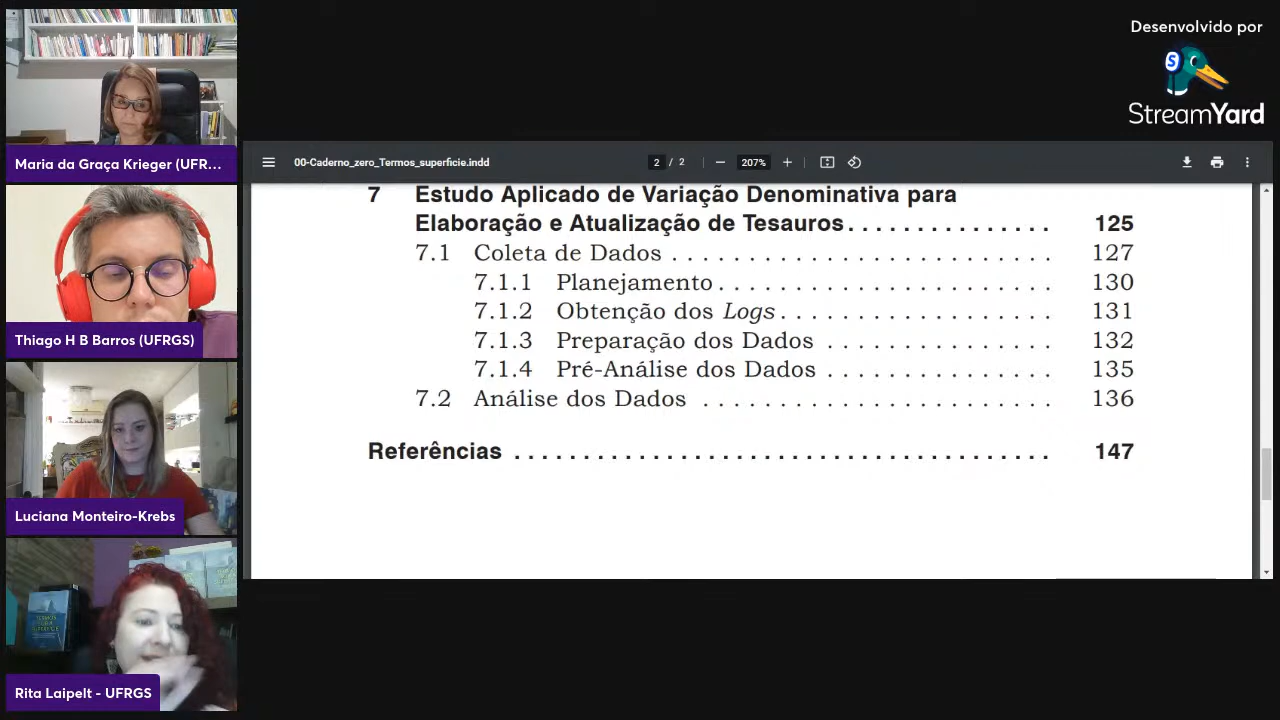 Desenvolvido por
StreamYard
Maria da Graça Krieger (UFR...
Thiago H B Barros (UFRGS)
Luciana Monteiro-Krebs
Rita Laipelt - UFRGS
00-Caderno_zero_Termos_superficie.indd
2 / 2
207%
7 Estudo Aplicado de Variação Denominativa para
Elaboração e Atualização de Tesauros. . . . . . . . . . . . . . . 125
7.1 Coleta de Dados . . . . . . . . . . . . . . . . . . . . . . . . . 127
7.1.1 Planejamento . . . . . . . . . . . . . . . . . . . . . . 130
7.1.2 Obtenção dos Logs . . . . . . . . . . . . . . . . . . 131
7.1.3 Preparação dos Dados . . . . . . . . . . . . . . . 132
7.1.4 Pré-Análise dos Dados . . . . . . . . . . . . . . . 135
7.2 Análise dos Dados . . . . . . . . . . . . . . . . . . . . . . . 136
Referências . . . . . . . . . . . . . . . . . . . . . . . . . . . . . . . . . . . . . . . 147